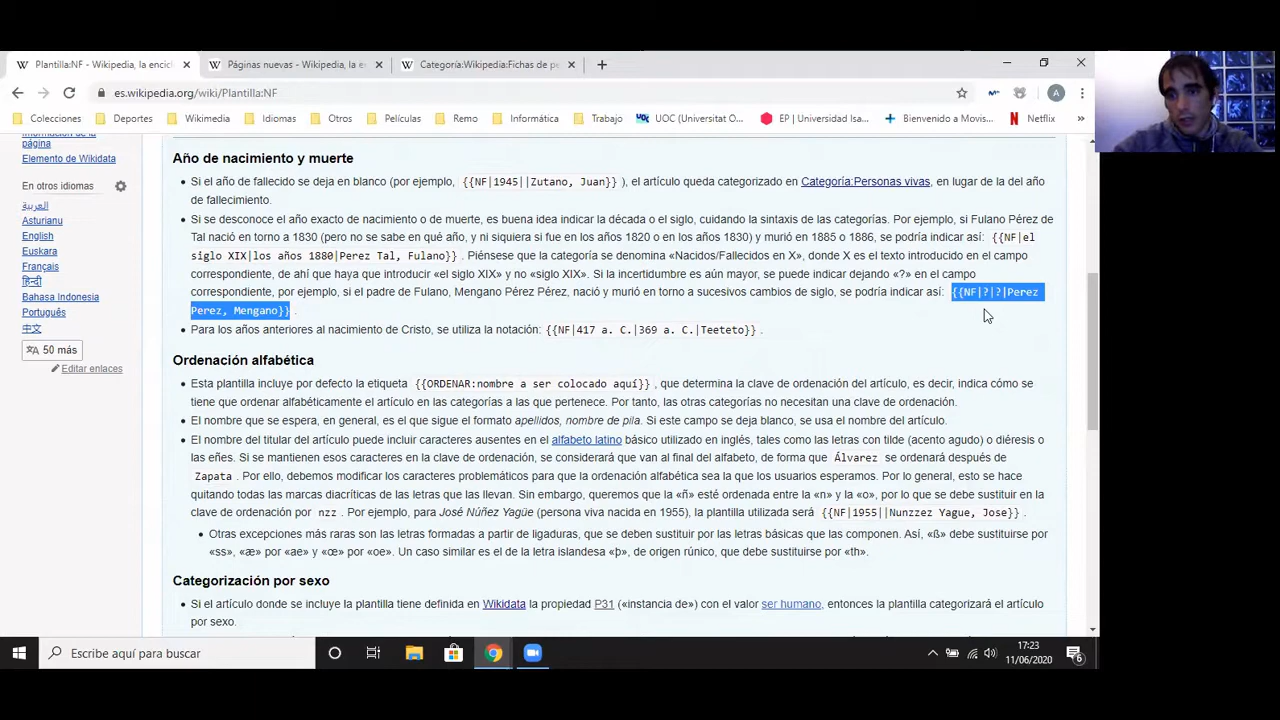 Plantilla:NF - Wikipedia, la encicl
Páginas nuevas - Wikipedia, la en
Categoría:Wikipedia:Fichas de pe
es.wikipedia.org/wiki/Plantilla:NF
A
Colecciones
Deportes
Wikimedia
Idiomas
Otros
Películas
Remo
Informática
Trabajo
UOC (Universitat O...
EP | Universidad Isa...
Bienvenido a Movis...
Netflix
Información de la
página
Elemento de Wikidata
En otros idiomas
العربية
Asturianu
English
Euskara
Français
हिन्दी
Bahasa Indonesia
Português
中文
50 más
Editar enlaces
Año de nacimiento y muerte
Si el año de fallecido se deja en blanco (por ejemplo, {{NF|1945||Zutano, Juan}} ), el artículo queda categorizado en Categoría:Personas vivas, en lugar de la del año
de fallecimiento.
Si se desconoce el año exacto de nacimiento o de muerte, es buena idea indicar la década o el siglo, cuidando la sintaxis de las categorías. Por ejemplo, si Fulano Pérez de
Tal nació en torno a 1830 (pero no se sabe en qué año, y ni siquiera si fue en los años 1820 o en los años 1830) y murió en 1885 o 1886, se podría indicar así: {{NF|el
siglo XIX|los años 1880|Perez Tal, Fulano}} . Piénsese que la categoría se denomina «Nacidos/Fallecidos en X», donde X es el texto introducido en el campo
correspondiente, de ahí que haya que introducir «el siglo XIX» y no «siglo XIX». Si la incertidumbre es aún mayor, se puede indicar dejando «?» en el campo
correspondiente, por ejemplo, si el padre de Fulano, Mengano Pérez Pérez, nació y murió en torno a sucesivos cambios de siglo, se podría indicar así: {{NF|?|?|Perez
Perez, Mengano}} .
Para los años anteriores al nacimiento de Cristo, se utiliza la notación: {{NF|417 a. C.|369 a. C.|Teeteto}} .
Ordenación alfabética
Esta plantilla incluye por defecto la etiqueta {{ORDENAR:nombre a ser colocado aquí}} , que determina la clave de ordenación del artículo, es decir, indica cómo se
tiene que ordenar alfabéticamente el artículo en las categorías a las que pertenece. Por tanto, las otras categorías no necesitan una clave de ordenación.
El nombre que se espera, en general, es el que sigue el formato apellidos, nombre de pila. Si este campo se deja blanco, se usa el nombre del artículo.
El nombre del titular del artículo puede incluir caracteres ausentes en el alfabeto latino básico utilizado en inglés, tales como las letras con tilde (acento agudo) o diéresis o
las eñes. Si se mantienen esos caracteres en la clave de ordenación, se considerará que van al final del alfabeto, de forma que Álvarez se ordenará después de
Zapata . Por ello, debemos modificar los caracteres problemáticos para que la ordenación alfabética sea la que los usuarios esperamos. Por lo general, esto se hace
quitando todas las marcas diacríticas de las letras que las llevan. Sin embargo, queremos que la «ñ» esté ordenada entre la «n» y la «o», por lo que se debe sustituir en la
clave de ordenación por nzz . Por ejemplo, para José Núñez Yagüe (persona viva nacida en 1955), la plantilla utilizada será {{NF|1955||Nunzzez Yague, Jose}} .
Otras excepciones más raras son las letras formadas a partir de ligaduras, que se deben sustituir por las letras básicas que las componen. Así, «ß» debe sustituirse por
«ss», «æ» por «ae» y «œ» por «oe». Un caso similar es el de la letra islandesa «þ», de origen rúnico, que debe sustituirse por «th».
Categorización por sexo
Si el artículo donde se incluye la plantilla tiene definida en Wikidata la propiedad P31 («instancia de») con el valor ser humano, entonces la plantilla categorizará el artículo
por sexo.
Escribe aquí para buscar
17:23
11/06/2020
6